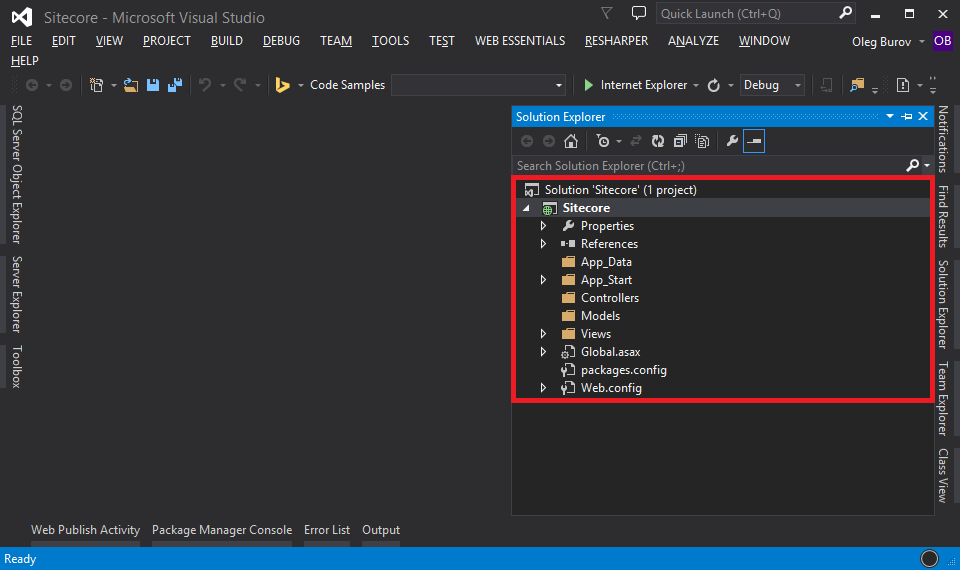 Sitecore - Microsoft Visual Studio
Quick Launch (Ctrl+Q)
FILE EDIT VIEW PROJECT BUILD DEBUG TEAM TOOLS TEST WEB ESSENTIALS RESHARPER ANALYZE WINDOW
Oleg Burov OB
HELP
Code Samples
Internet Explorer
Debug
SQL Server Object Explorer
Server Explorer
Toolbox
Solution Explorer
Search Solution Explorer (Ctrl+;)
Solution 'Sitecore' (1 project)
Sitecore
Properties
References
App_Data
App_Start
Controllers
Models
Views
Global.asax
packages.config
Web.config
Notifications
Find Results
Solution Explorer
Team Explorer
Class View
Web Publish Activity Package Manager Console Error List Output
Ready